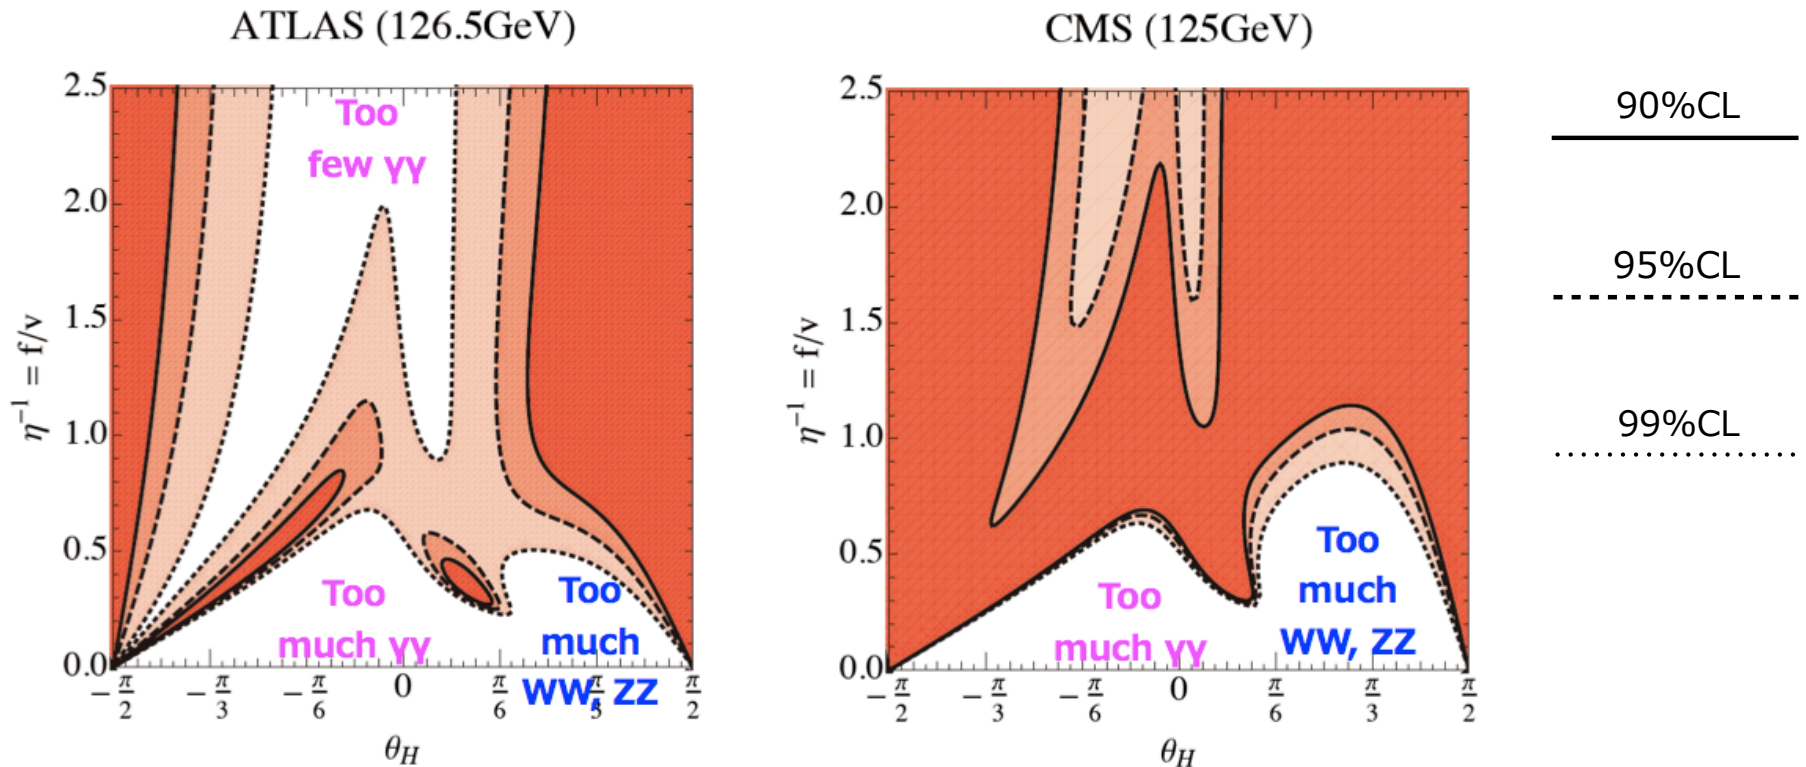 ATLAS (126.5GeV)
2.5
2.0
1.5
1.0
0.5
0.0
η⁻¹ = f/v
Too
few γγ
Too
much γγ
Too
much
WW, ZZ
−π/2 −π/3 −π/6 0 π/6 π/3 π/2
θ_H
CMS (125GeV)
2.5
2.0
1.5
1.0
0.5
0.0
η⁻¹ = f/v
Too
much γγ
Too
much
WW, ZZ
−π/2 −π/3 −π/6 0 π/6 π/3 π/2
θ_H
90%CL
95%CL
99%CL